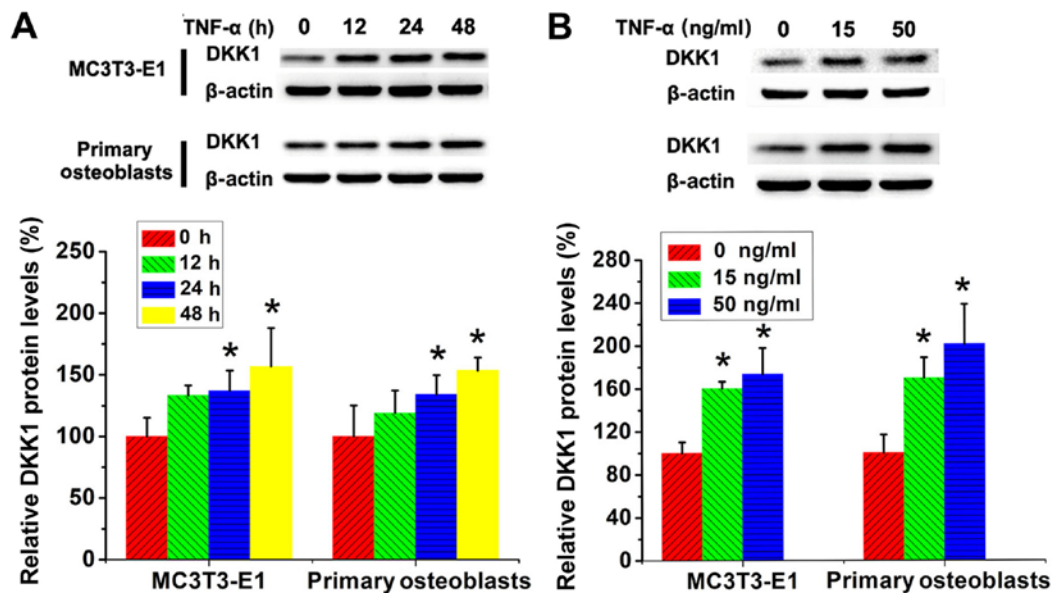 A
TNF-α (h) 0 12 24 48
MC3T3-E1
DKK1
β-actin
Primary
osteoblasts
DKK1
β-actin
Relative DKK1 protein levels (%)
250
200
150
100
50
0
0 h
12 h
24 h
48 h
*
*
*
*
MC3T3-E1 Primary osteoblasts
B
TNF-α (ng/ml) 0 15 50
DKK1
β-actin
DKK1
β-actin
Relative DKK1 protein levels (%)
280
240
200
160
120
80
40
0
0 ng/ml
15 ng/ml
50 ng/ml
*
*
*
*
MC3T3-E1 Primary osteoblasts